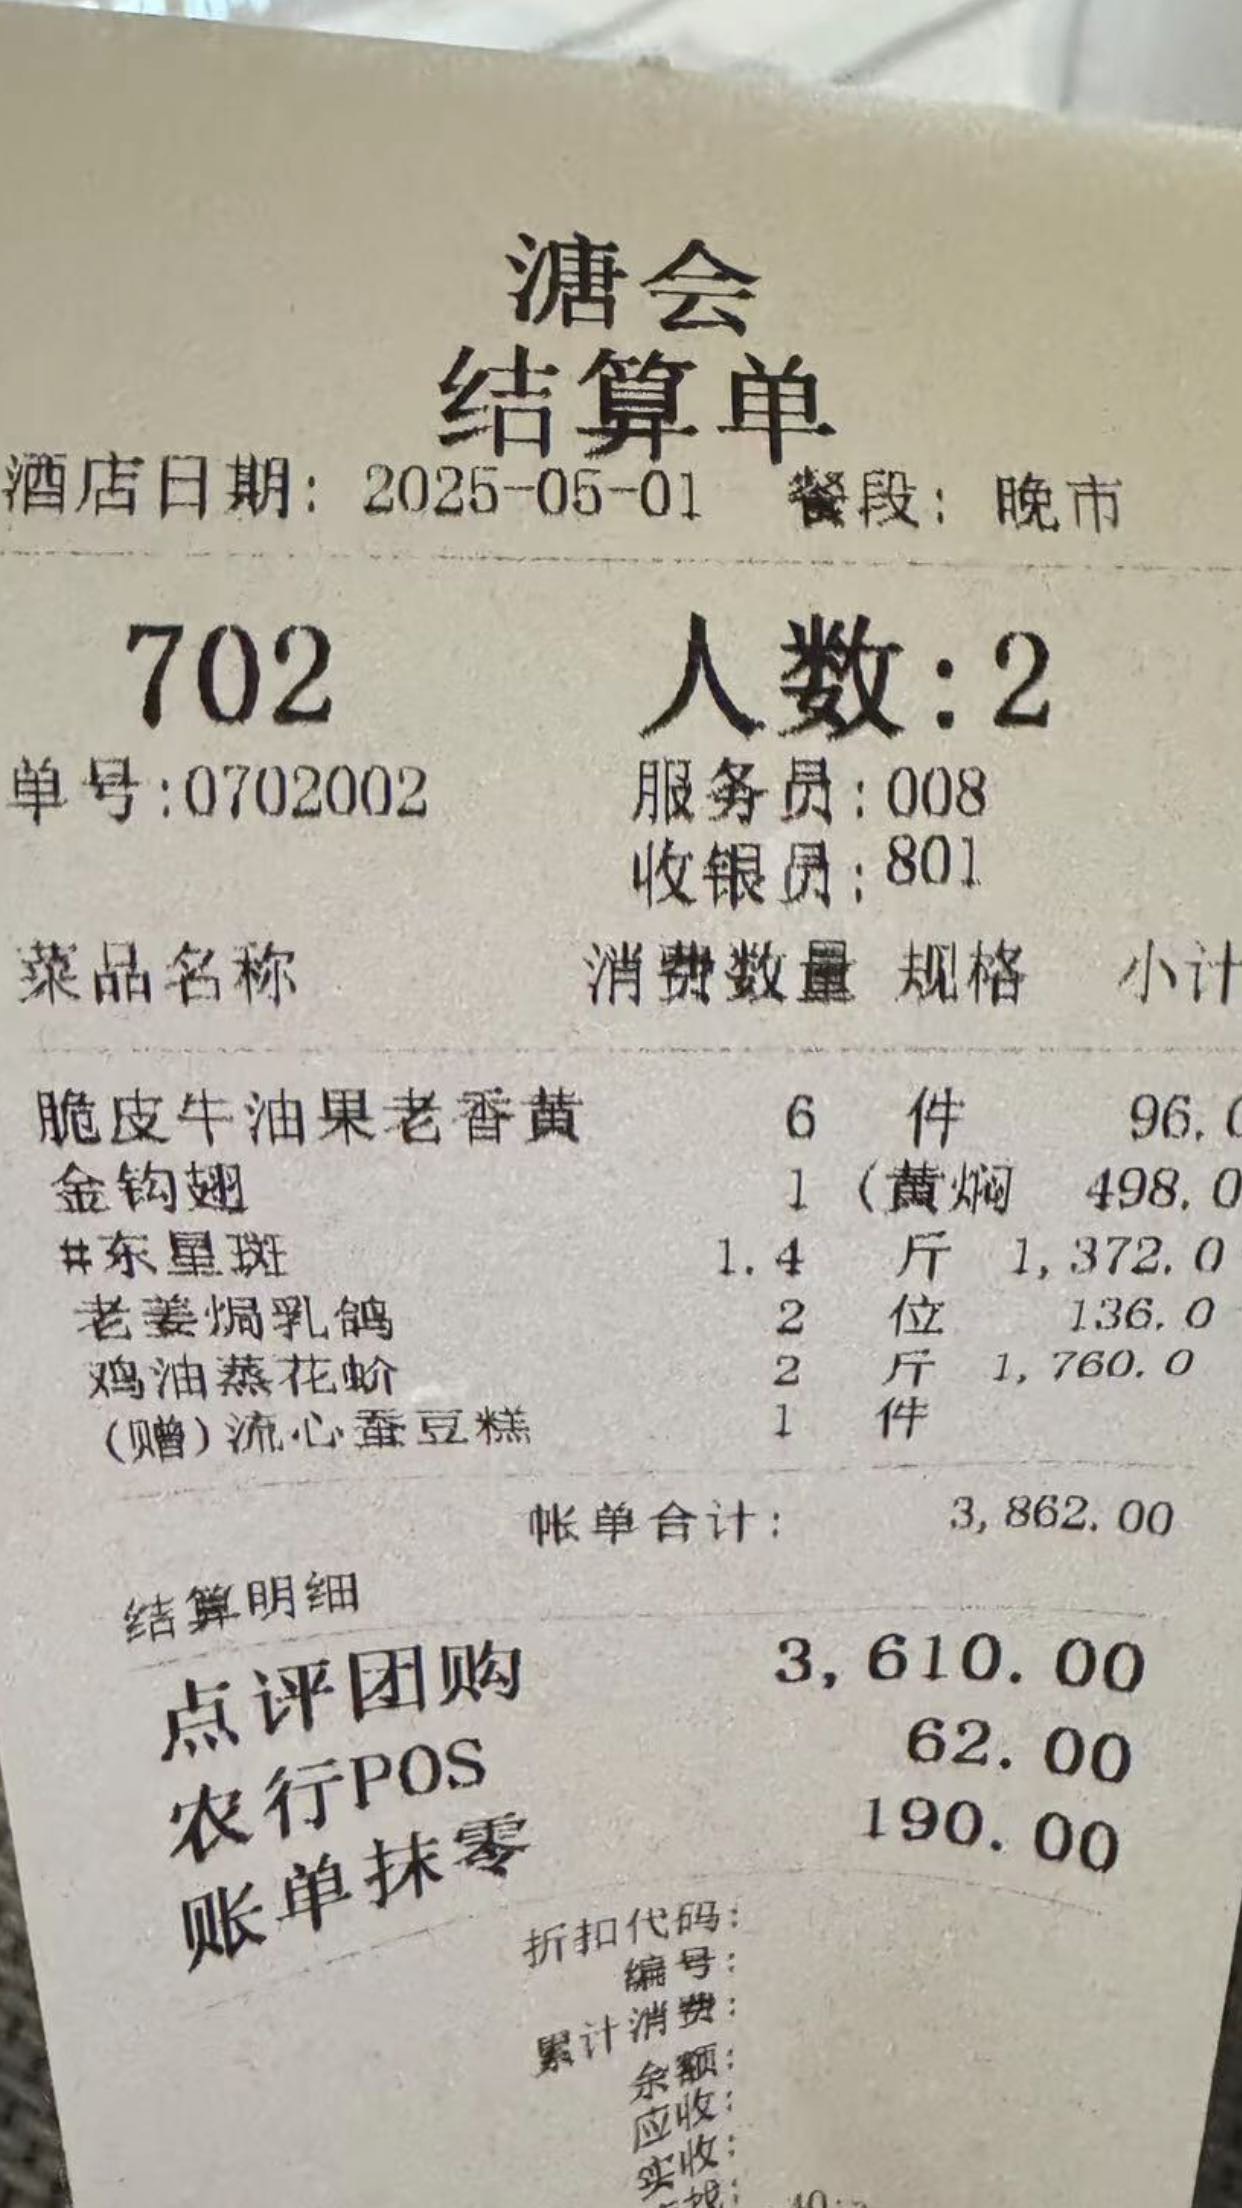 溏会
结算单
酒店日期: 2025-05-01 餐段: 晚市
702 人数:2
单号:0702002 服务员:008
收银员:801
菜品名称 消费数量 规格 小计
脆皮牛油果老香黄 6 件 96.0
金钩翅 1 (黄焖 498.0
#东星斑 1.4 斤 1,372.0
老姜焗乳鸽 2 位 136.0
鸡油蒸花蚧 2 斤 1,760.0
(赠)流心蚕豆糕 1 件
帐单合计: 3,862.00
结算明细
点评团购 3,610.00
农行POS 62.00
账单抹零 190.00
折扣代码:
编号:
累计消费:
余额:
应收:
实收: